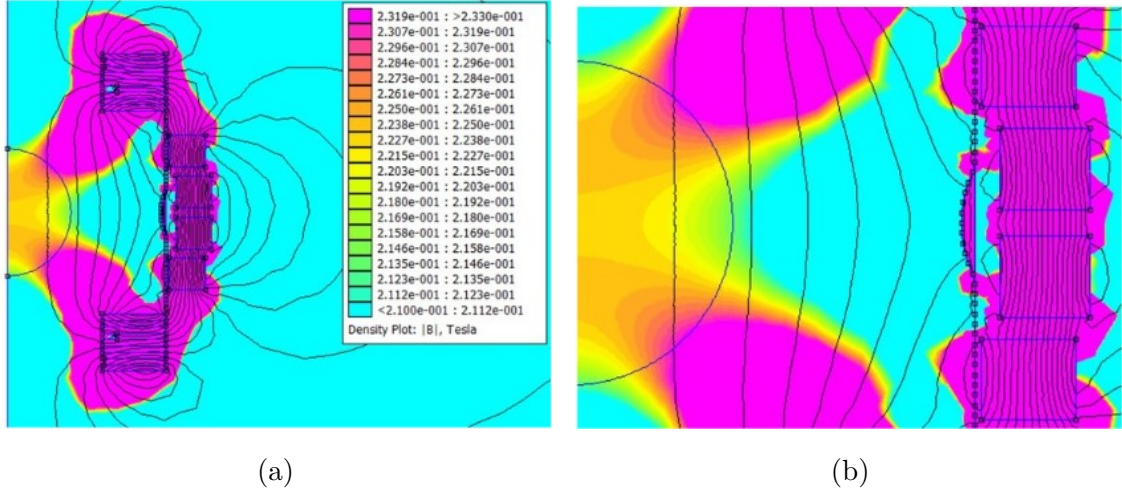 2.319e-001 : >2.330e-001
2.307e-001 : 2.319e-001
2.296e-001 : 2.307e-001
2.284e-001 : 2.296e-001
2.273e-001 : 2.284e-001
2.261e-001 : 2.273e-001
2.250e-001 : 2.261e-001
2.238e-001 : 2.250e-001
2.227e-001 : 2.238e-001
2.215e-001 : 2.227e-001
2.203e-001 : 2.215e-001
2.192e-001 : 2.203e-001
2.180e-001 : 2.192e-001
2.169e-001 : 2.180e-001
2.158e-001 : 2.169e-001
2.146e-001 : 2.158e-001
2.135e-001 : 2.146e-001
2.123e-001 : 2.135e-001
2.112e-001 : 2.123e-001
<2.100e-001 : 2.112e-001
Density Plot: |B|, Tesla
(a)
(b)